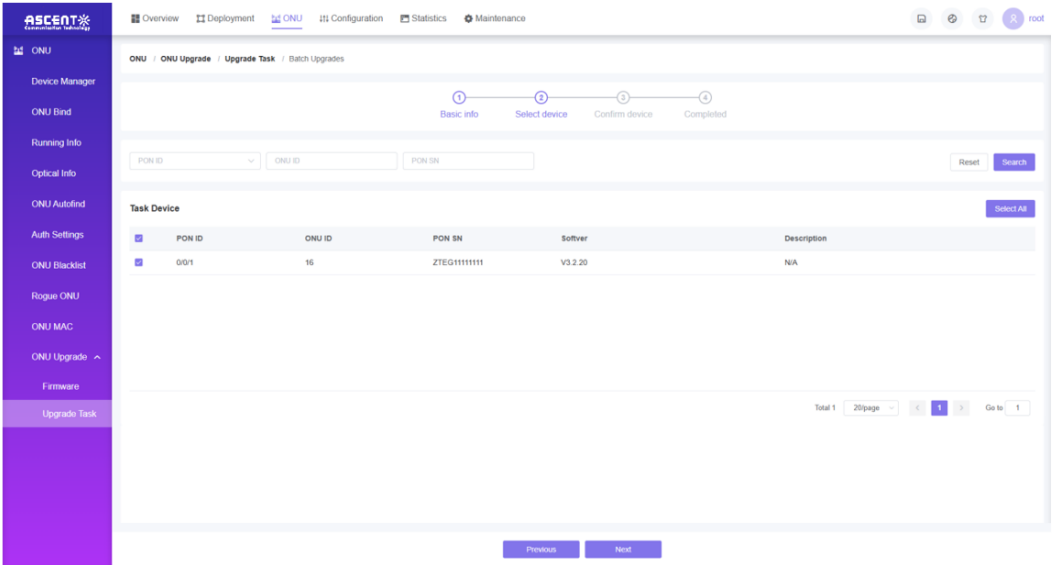 ASCENT
Communication Technology
Overview Deployment ONU Configuration Statistics Maintenance root
ONU
Device Manager
ONU Bind
Running Info
Optical Info
ONU Autofind
Auth Settings
ONU Blacklist
Rogue ONU
ONU MAC
ONU Upgrade
Firmware
Upgrade Task
ONU / ONU Upgrade / Upgrade Task / Batch Upgrades
1 2 3 4
Basic info Select device Confirm device Completed
PON ID ONU ID PON SN Reset Search
Task Device Select All
PON ID ONU ID PON SN Softver Description
0/0/1 16 ZTEG11111111 V3.2.20 N/A
Total 1 20/page < 1 > Go to 1
Previous Next